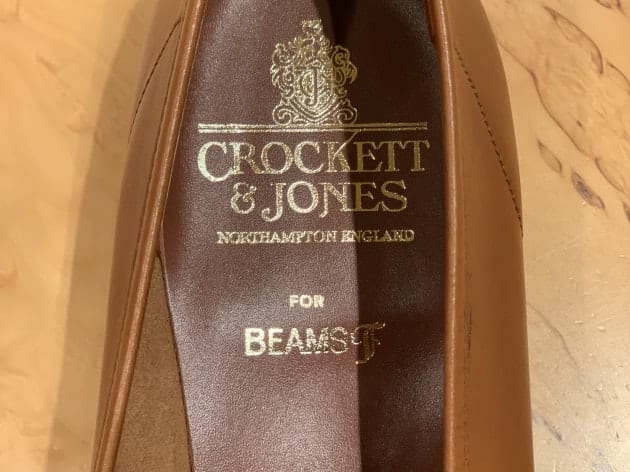 CROCKETT
& JONES
NORTHAMPTON ENGLAND
FOR
BEAMS F